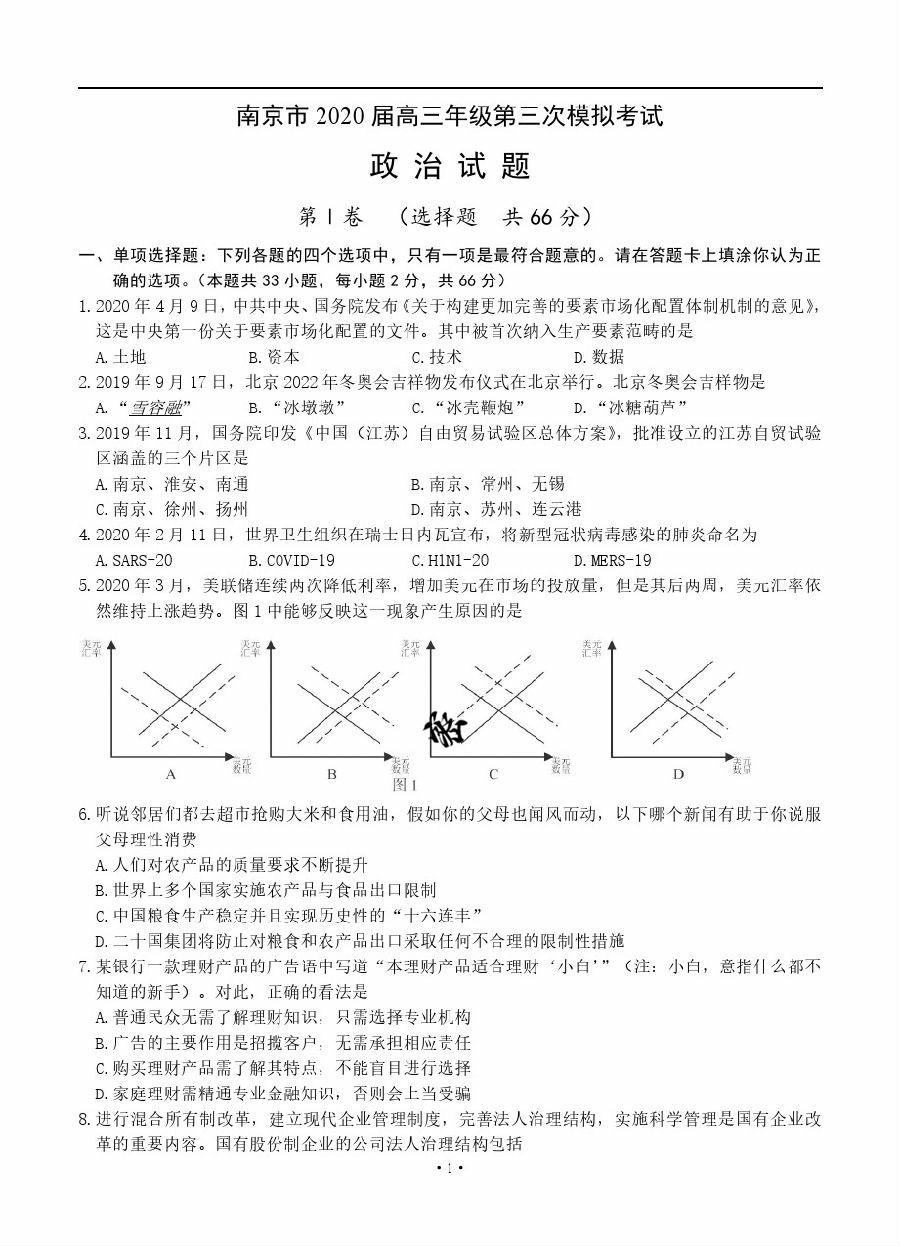 南京市 2020 届高三年级第三次模拟考试
政 治 试 题
第Ⅰ卷 （选择题 共 66 分）
一、单项选择题：下列各题的四个选项中，只有一项是最符合题意的。请在答题卡上填涂你认为正
确的选项。（本题共 33 小题，每小题 2 分，共 66 分）
1. 2020 年 4 月 9 日，中共中央、国务院发布《关于构建更加完善的要素市场化配置体制机制的意见》，
这是中央第一份关于要素市场化配置的文件。其中被首次纳入生产要素范畴的是
A. 土地 B. 资本 C. 技术 D. 数据
2. 2019 年 9 月 17 日，北京 2022 年冬奥会吉祥物发布仪式在北京举行。北京冬奥会吉样物是
A. “雪容融” B. “冰墩墩” C. “冰壳鞭炮” D. “冰糖葫芦”
3. 2019 年 11 月，国务院印发《中国（江苏）自由贸易试验区总体方案》，批准设立的江苏自贸试验
区涵盖的三个片区是
A. 南京、淮安、南通 B. 南京、常州、无锡
C. 南京、徐州、扬州 D. 南京、苏州、连云港
4. 2020 年 2 月 11 日，世界卫生组织在瑞士日内瓦宣布，将新型冠状病毒感染的肺炎命名为
A. SARS-20 B. COVID-19 C. H1N1-20 D. MERS-19
5. 2020 年 3 月，美联储连续两次降低利率，增加美元在市场的投放量，但是其后两周，美元汇率依
然维持上涨趋势。图 1 中能够反映这一现象产生原因的是
美元汇率 美元汇率 美元汇率 美元汇率
密
美元数量 美元数量 美元数量 美元数量
A B C D
图 1
6. 听说邻居们都去超市抢购大米和食用油，假如你的父母也闻风而动，以下哪个新闻有助于你说服
父母理性消费
A. 人们对农产品的质量要求不断提升
B. 世界上多个国家实施农产品与食品出口限制
C. 中国粮食生产稳定并且实现历史性的“十六连丰”
D. 二十国集团将防止对粮食和农产品出口采取任何不合理的限制性措施
7. 某银行一款理财产品的广告语中写道“本理财产品适合理财‘小白’”（注：小白，意指什么都不
知道的新手）。对此，正确的看法是
A. 普通民众无需了解理财知识，只需选择专业机构
B. 广告的主要作用是招揽客户，无需承担相应责任
C. 购买理财产品需了解其特点，不能盲目进行选择
D. 家庭理财需精通专业金融知识，否则会上当受骗
8. 进行混合所有制改革，建立现代企业管理制度，完善法人治理结构，实施科学管理是国有企业改
革的重要内容。国有股份制企业的公司法人治理结构包括
·1·